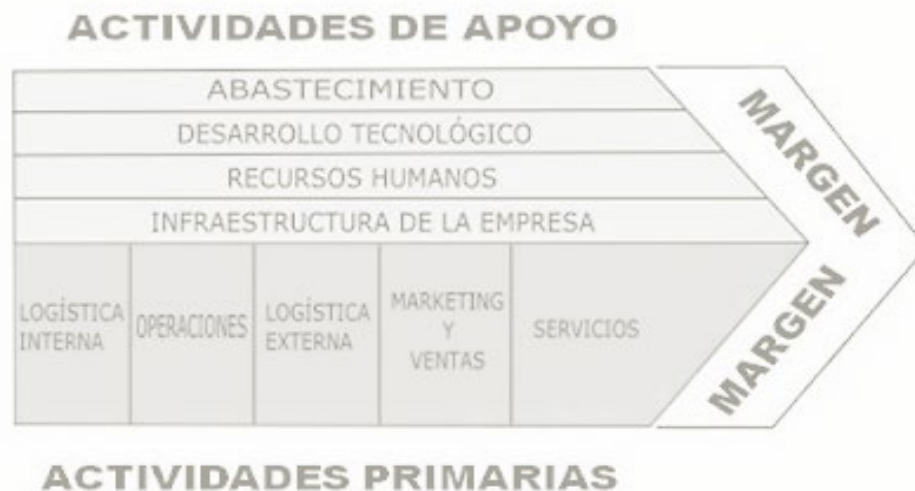 ACTIVIDADES DE APOYO
ABASTECIMIENTO
DESARROLLO TECNOLÓGICO
RECURSOS HUMANOS
INFRAESTRUCTURA DE LA EMPRESA
LOGÍSTICA
INTERNA
OPERACIONES
LOGÍSTICA
EXTERNA
MARKETING
Y
VENTAS
SERVICIOS
MARGEN
MARGEN
ACTIVIDADES PRIMARIAS